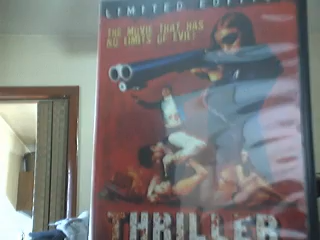 LIMITED EDITION
THE MOVIE THAT HAS
NO LIMITS OF EVIL!
THRILLER